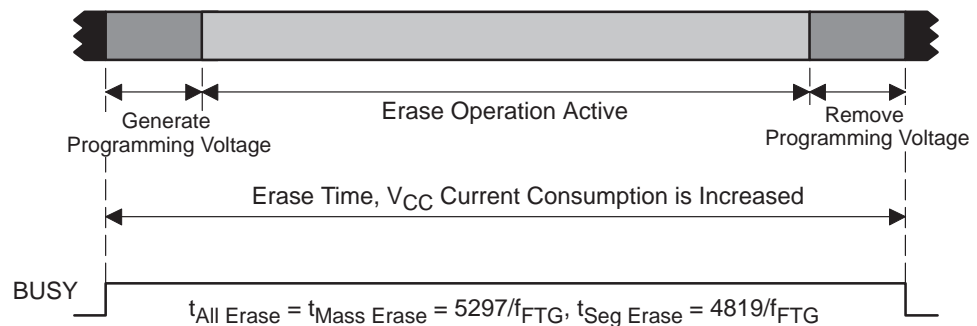 Generate
Programming Voltage
Erase Operation Active
Remove
Programming Voltage
Erase Time, VCC Current Consumption is Increased
BUSY
tAll Erase = tMass Erase = 5297/fFTG, tSeg Erase = 4819/fFTG